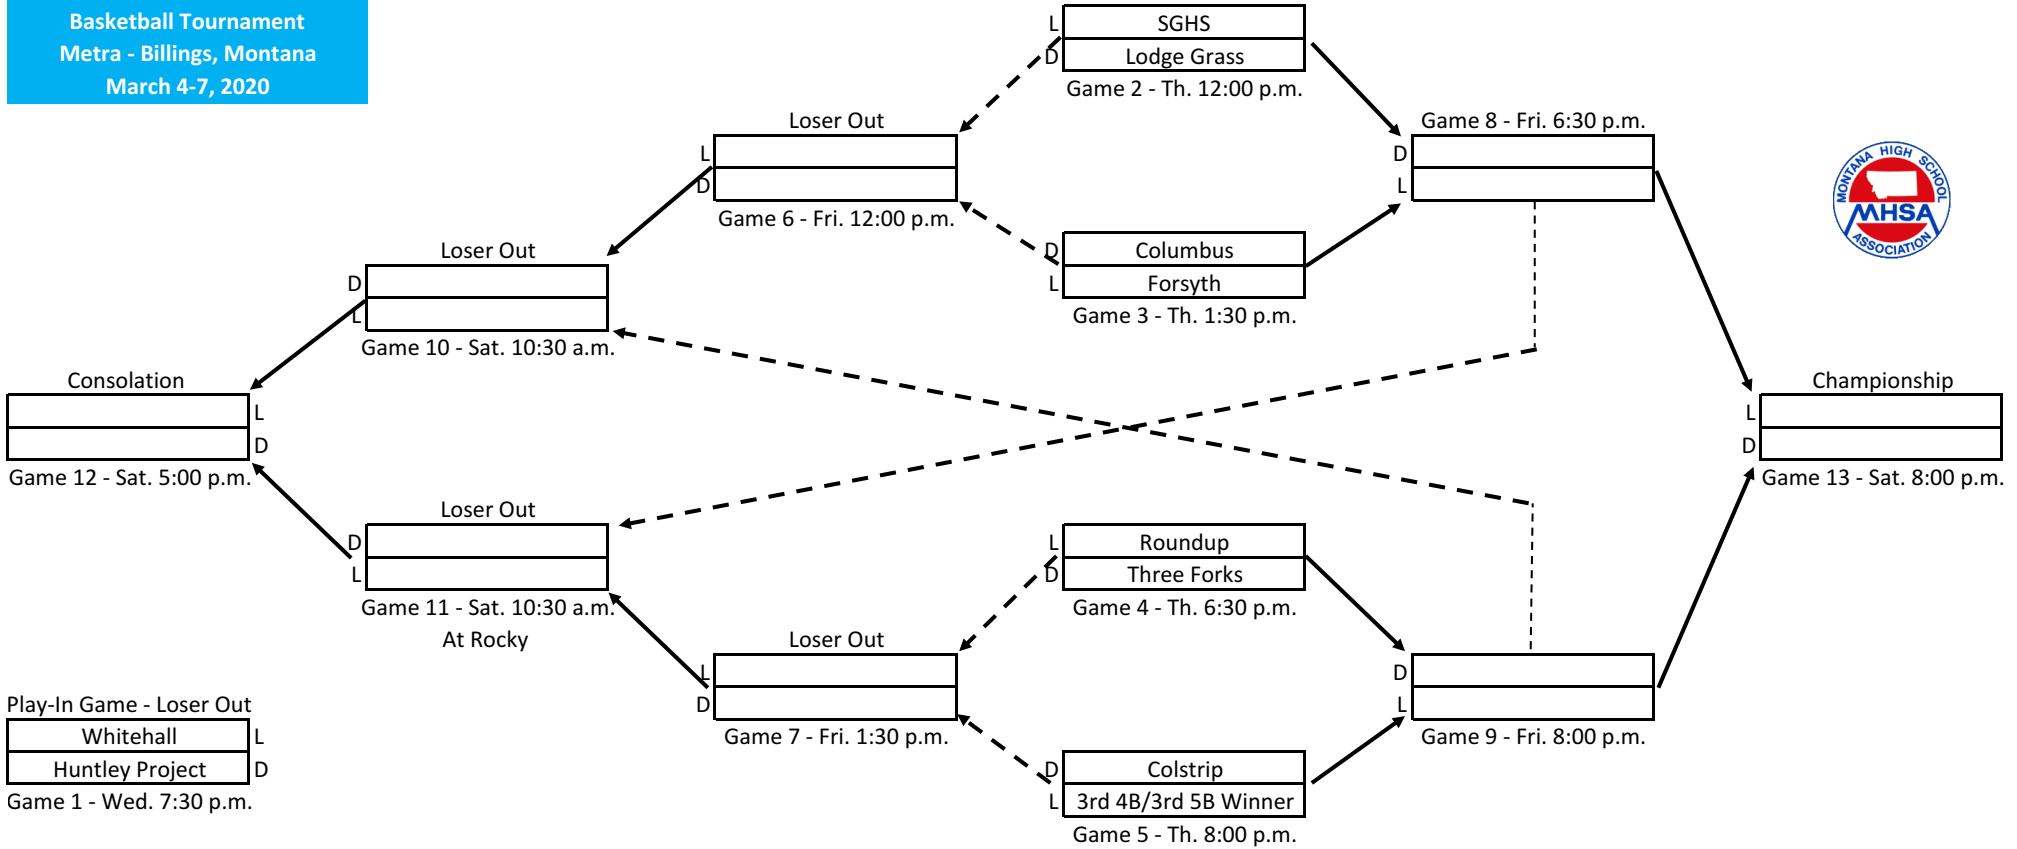 Basketball Tournament
Metra - Billings, Montana
March 4-7, 2020
L SGHS
D Lodge Grass
Game 2 - Th. 12:00 p.m.
Loser Out
L
D
Game 6 - Fri. 12:00 p.m.
Game 8 - Fri. 6:30 p.m.
D
L
MONTANA HIGH SCHOOL
MHSA
ASSOCIATION
D Columbus
L Forsyth
Game 3 - Th. 1:30 p.m.
Loser Out
D
L
Game 10 - Sat. 10:30 a.m.
Consolation
L
D
Game 12 - Sat. 5:00 p.m.
Championship
L
D
Game 13 - Sat. 8:00 p.m.
Loser Out
D
L
Game 11 - Sat. 10:30 a.m.
At Rocky
L Roundup
D Three Forks
Game 4 - Th. 6:30 p.m.
Loser Out
L
D
Game 7 - Fri. 1:30 p.m.
D
L
Game 9 - Fri. 8:00 p.m.
Play-In Game - Loser Out
Whitehall L
Huntley Project D
Game 1 - Wed. 7:30 p.m.
D Colstrip
L 3rd 4B/3rd 5B Winner
Game 5 - Th. 8:00 p.m.